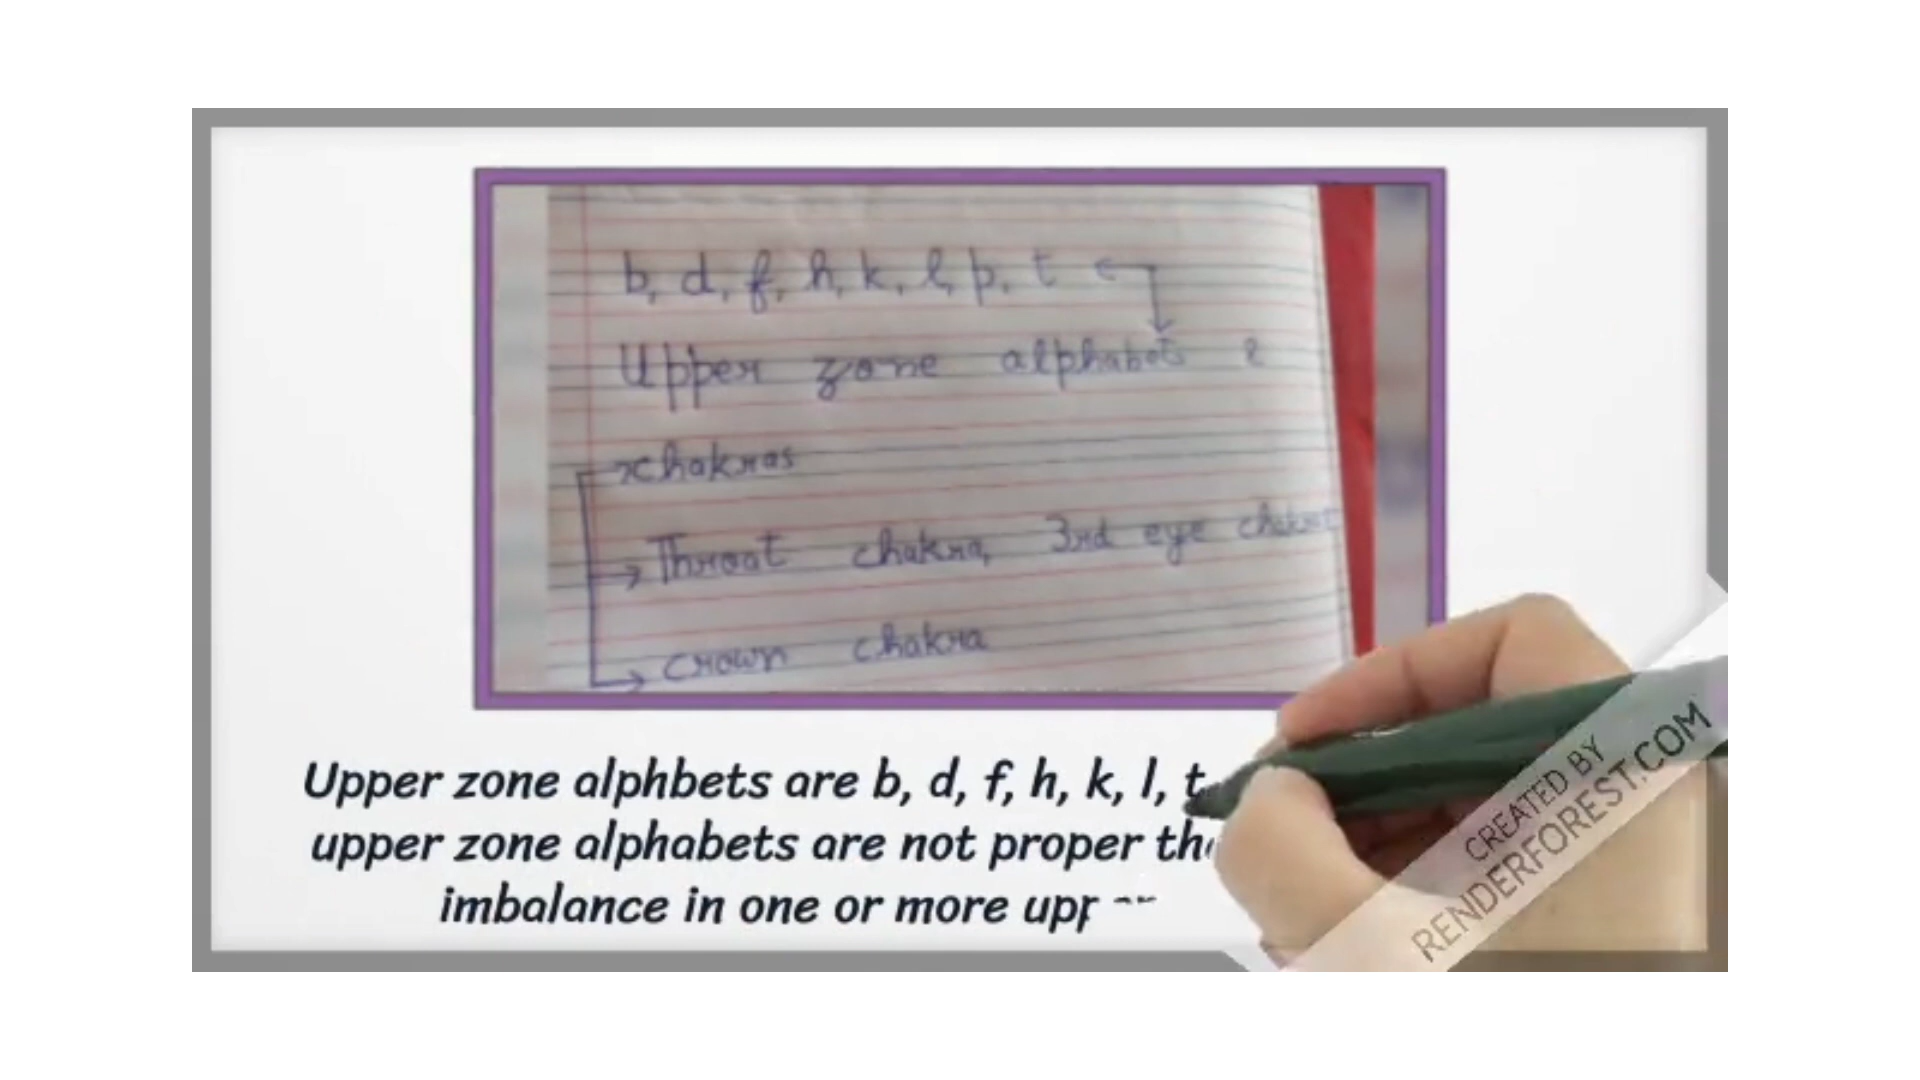 b, d, f, h, k, l, p, t
Upper zone alphabets &
chakras
Throat chakra, 3rd eye chakra
crown chakra
Upper zone alphbets are b, d, f, h, k, l, t
upper zone alphabets are not proper
imbalance in one or more
CREATED BY
RENDERFOREST.COM